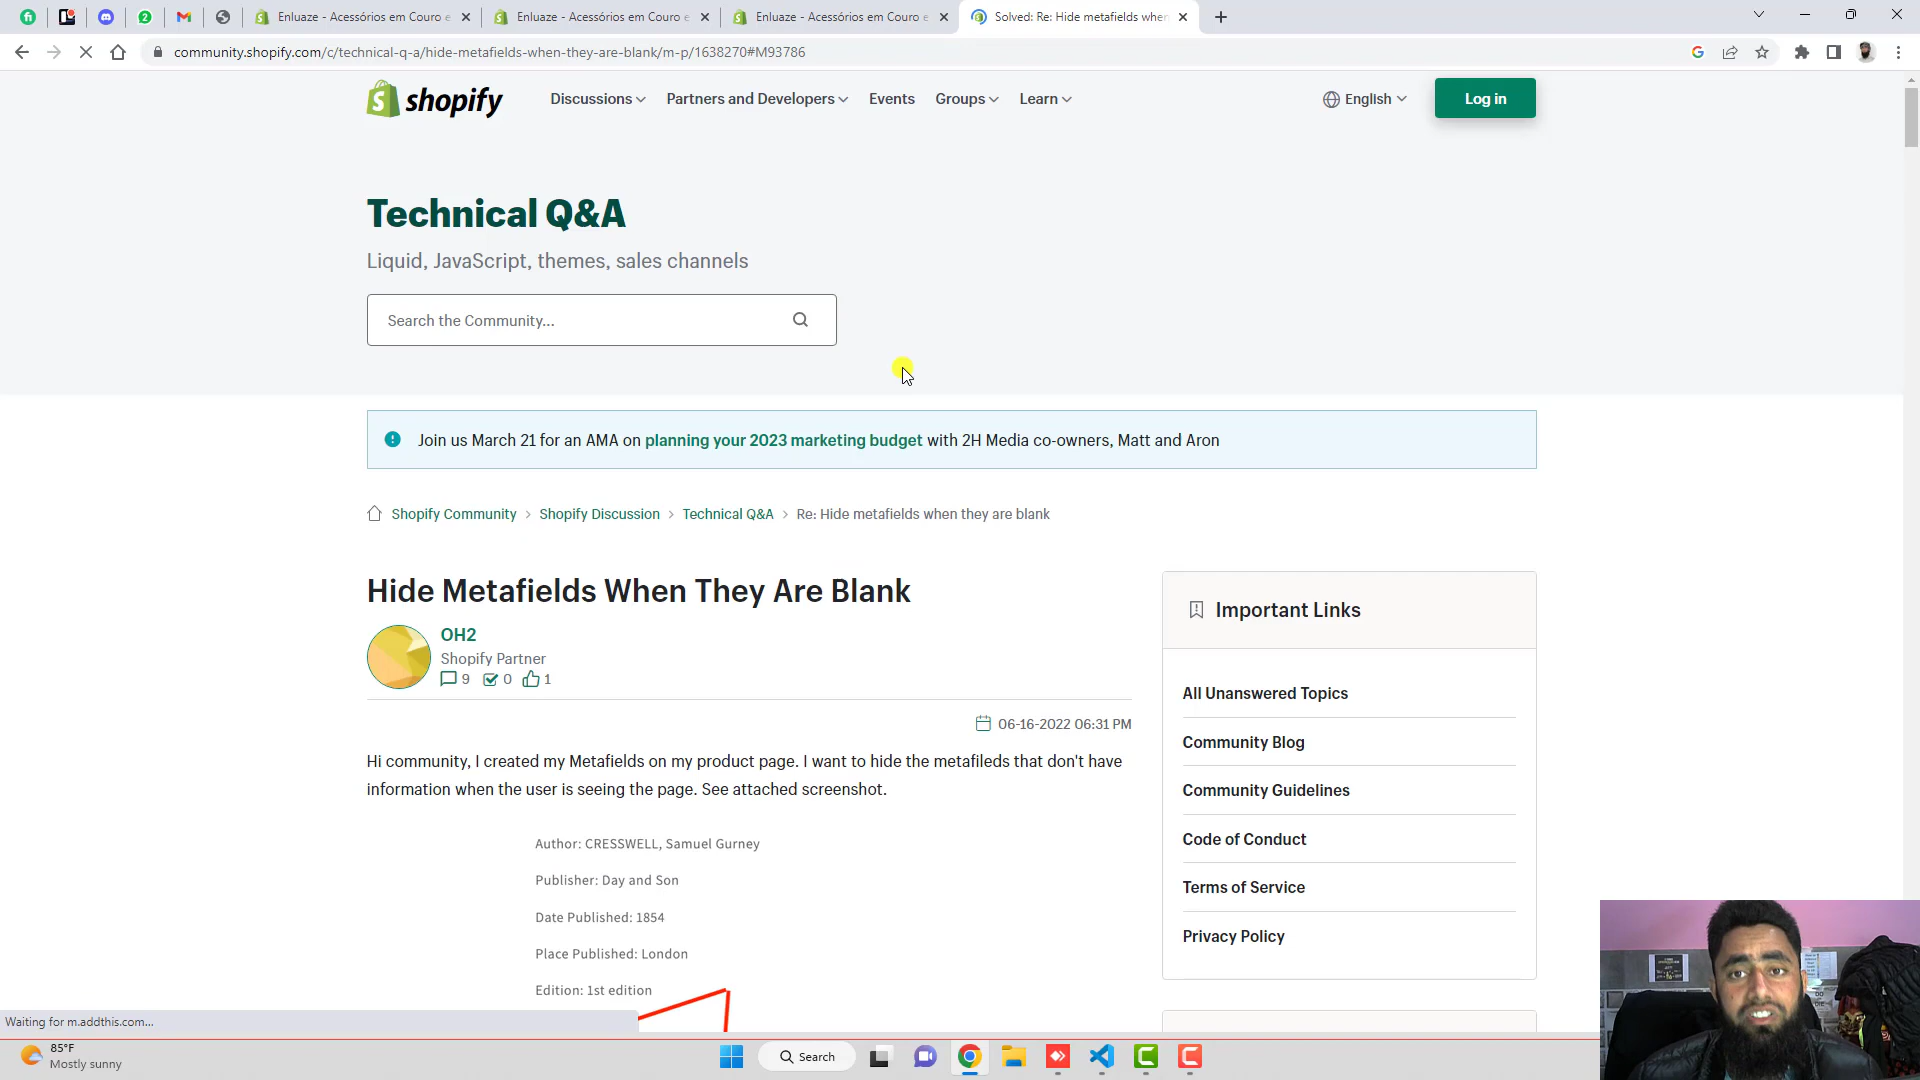 Enluaze - Acessórios em Couro e
Enluaze - Acessórios em Couro e
Enluaze - Acessórios em Couro e
Solved: Re: Hide metafields when
community.shopify.com/c/technical-q-a/hide-metafields-when-they-are-blank/m-p/1638270#M93786
shopify
Discussions
Partners and Developers
Events
Groups
Learn
English
Log in
Technical Q&A
Liquid, JavaScript, themes, sales channels
Search the Community...
Join us March 21 for an AMA on planning your 2023 marketing budget with 2H Media co-owners, Matt and Aron
Shopify Community > Shopify Discussion > Technical Q&A > Re: Hide metafields when they are blank
Hide Metafields When They Are Blank
OH2
Shopify Partner
9 0 1
06-16-2022 06:31 PM
Hi community, I created my Metafields on my product page. I want to hide the metafileds that don't have
information when the user is seeing the page. See attached screenshot.
Author: CRESSWELL, Samuel Gurney
Publisher: Day and Son
Date Published: 1854
Place Published: London
Edition: 1st edition
Important Links
All Unanswered Topics
Community Blog
Community Guidelines
Code of Conduct
Terms of Service
Privacy Policy
Waiting for m.addthis.com...
85°F
Mostly sunny
Search